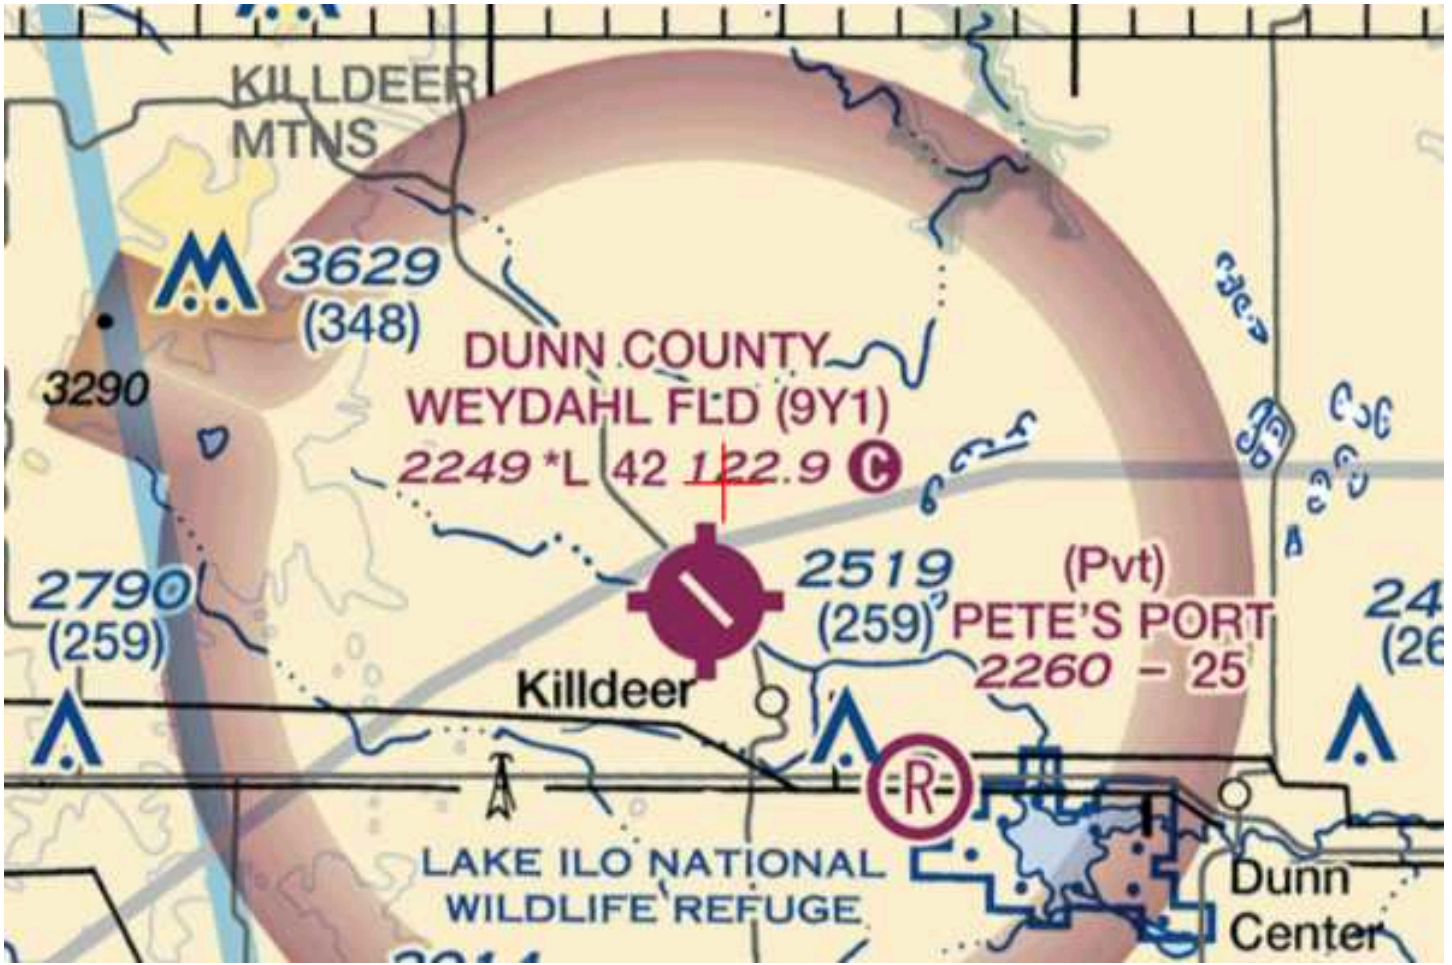 KILLDEER
MTNS
3629
(348)
3290
DUNN COUNTY
WEYDAHL FLD (9Y1)
2249 *L 42 122.9 C
2790
(259)
2519
(259)
(Pvt)
PETE'S PORT
2260 – 25
Killdeer
R
LAKE ILO NATIONAL
WILDLIFE REFUGE
Dunn
Center